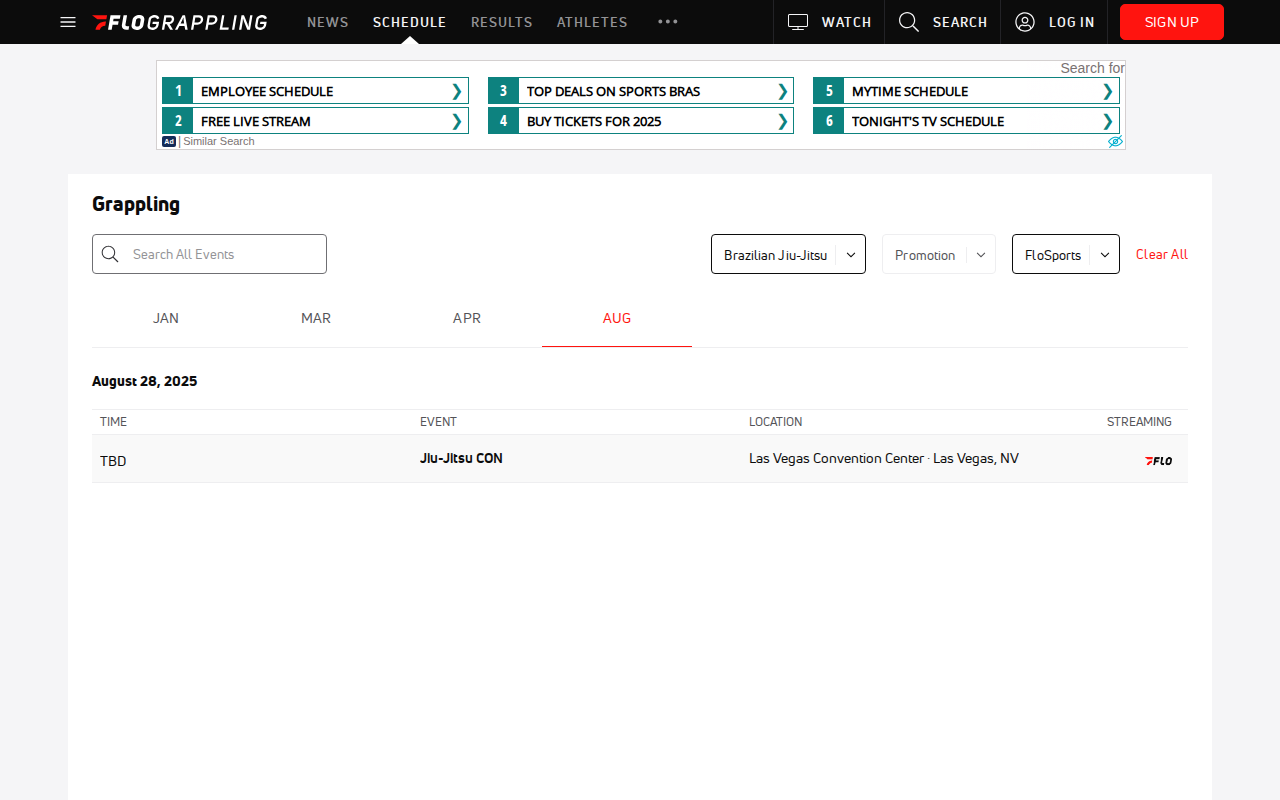 FLOGRAPPLING NEWS SCHEDULE RESULTS ATHLETES ••• WATCH SEARCH LOG IN SIGN UP
Search for
1 EMPLOYEE SCHEDULE ❯ 3 TOP DEALS ON SPORTS BRAS ❯ 5 MYTIME SCHEDULE ❯
2 FREE LIVE STREAM ❯ 4 BUY TICKETS FOR 2025 ❯ 6 TONIGHT'S TV SCHEDULE ❯
Ad | Similar Search
Grappling
Search All Events Brazilian Jiu-Jitsu Promotion FloSports Clear All
JAN MAR APR AUG
August 28, 2025
TIME EVENT LOCATION STREAMING
TBD Jiu-Jitsu CON Las Vegas Convention Center · Las Vegas, NV FLO